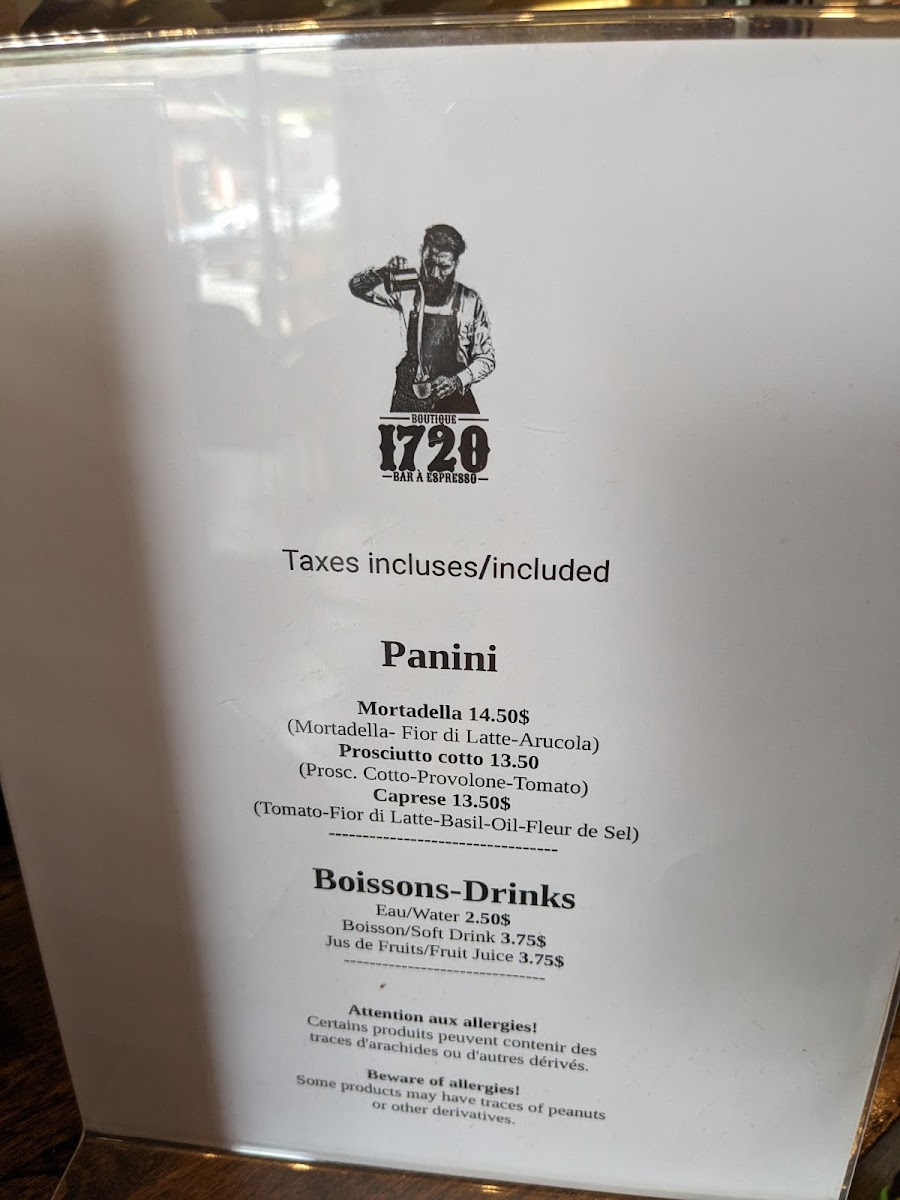 BOUTIQUE
1720
BAR À ESPRESSO
Taxes incluses/included
Panini
Mortadella 14.50$
(Mortadella- Fior di Latte-Arucola)
Prosciutto cotto 13.50
(Prosc. Cotto-Provolone-Tomato)
Caprese 13.50$
(Tomato-Fior di Latte-Basil-Oil-Fleur de Sel)
----------------------------------
Boissons-Drinks
Eau/Water 2.50$
Boisson/Soft Drink 3.75$
Jus de Fruits/Fruit Juice 3.75$
--------------------------------
Attention aux allergies!
Certains produits peuvent contenir des
traces d'arachides ou d'autres dérivés.
Beware of allergies!
Some products may have traces of peanuts
or other derivatives.